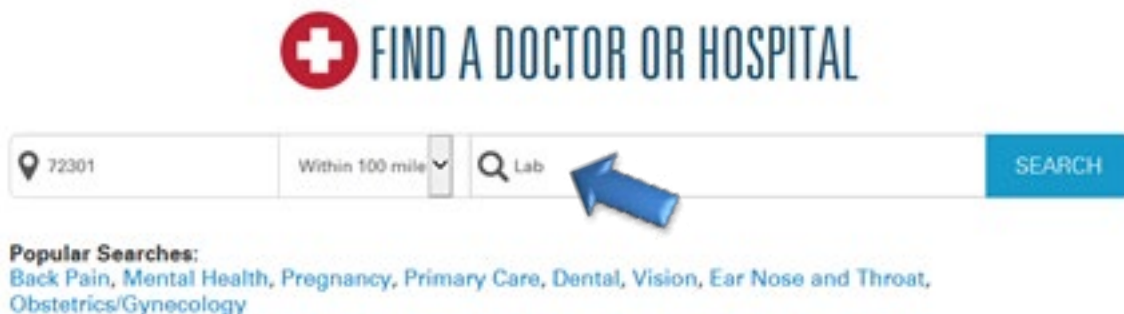 FIND A DOCTOR OR HOSPITAL
72301 Within 100 mile Lab SEARCH
Popular Searches:
Back Pain, Mental Health, Pregnancy, Primary Care, Dental, Vision, Ear Nose and Throat,
Obstetrics/Gynecology